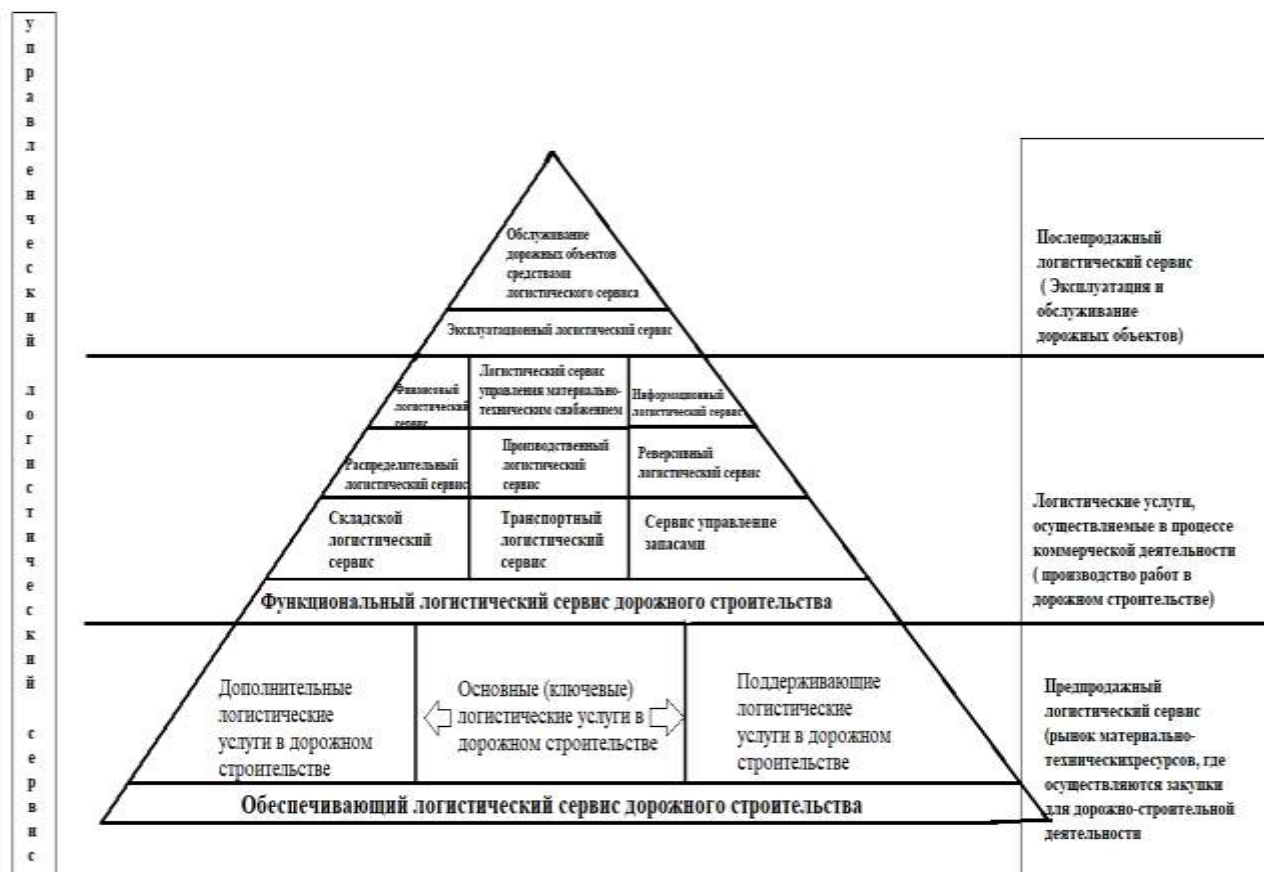 управленческий логистический сервис
Обслуживание
дорожных объектов
средствами
логистического сервиса
Эксплуатационный логистический сервис
Финансовый
логистический
сервис
Логистический сервис
управления материально-
техническим снабжением
Информационный
логистический сервис
Распределительный
логистический сервис
Производственный
логистический
сервис
Реверсивный
логистический сервис
Складской
логистический
сервис
Транспортный
логистический
сервис
Сервис управление
запасами
Функциональный логистический сервис дорожного строительства
Дополнительные
логистические
услуги в дорожном
строительстве
Основные (ключевые)
логистические услуги в
дорожном строительстве
Поддерживающие
логистические
услуги в дорожном
строительстве
Обеспечивающий логистический сервис дорожного строительства
Послепродажный
логистический сервис
( Эксплуатация и
обслуживание
дорожных объектов)
Логистические услуги,
осуществляемые в процессе
коммерческой деятельности
( производство работ в
дорожном строительстве)
Предпродажный
логистический сервис
(рынок материально-
техническихресурсов, где
осуществляются закупки
для дорожно-строительной
деятельности